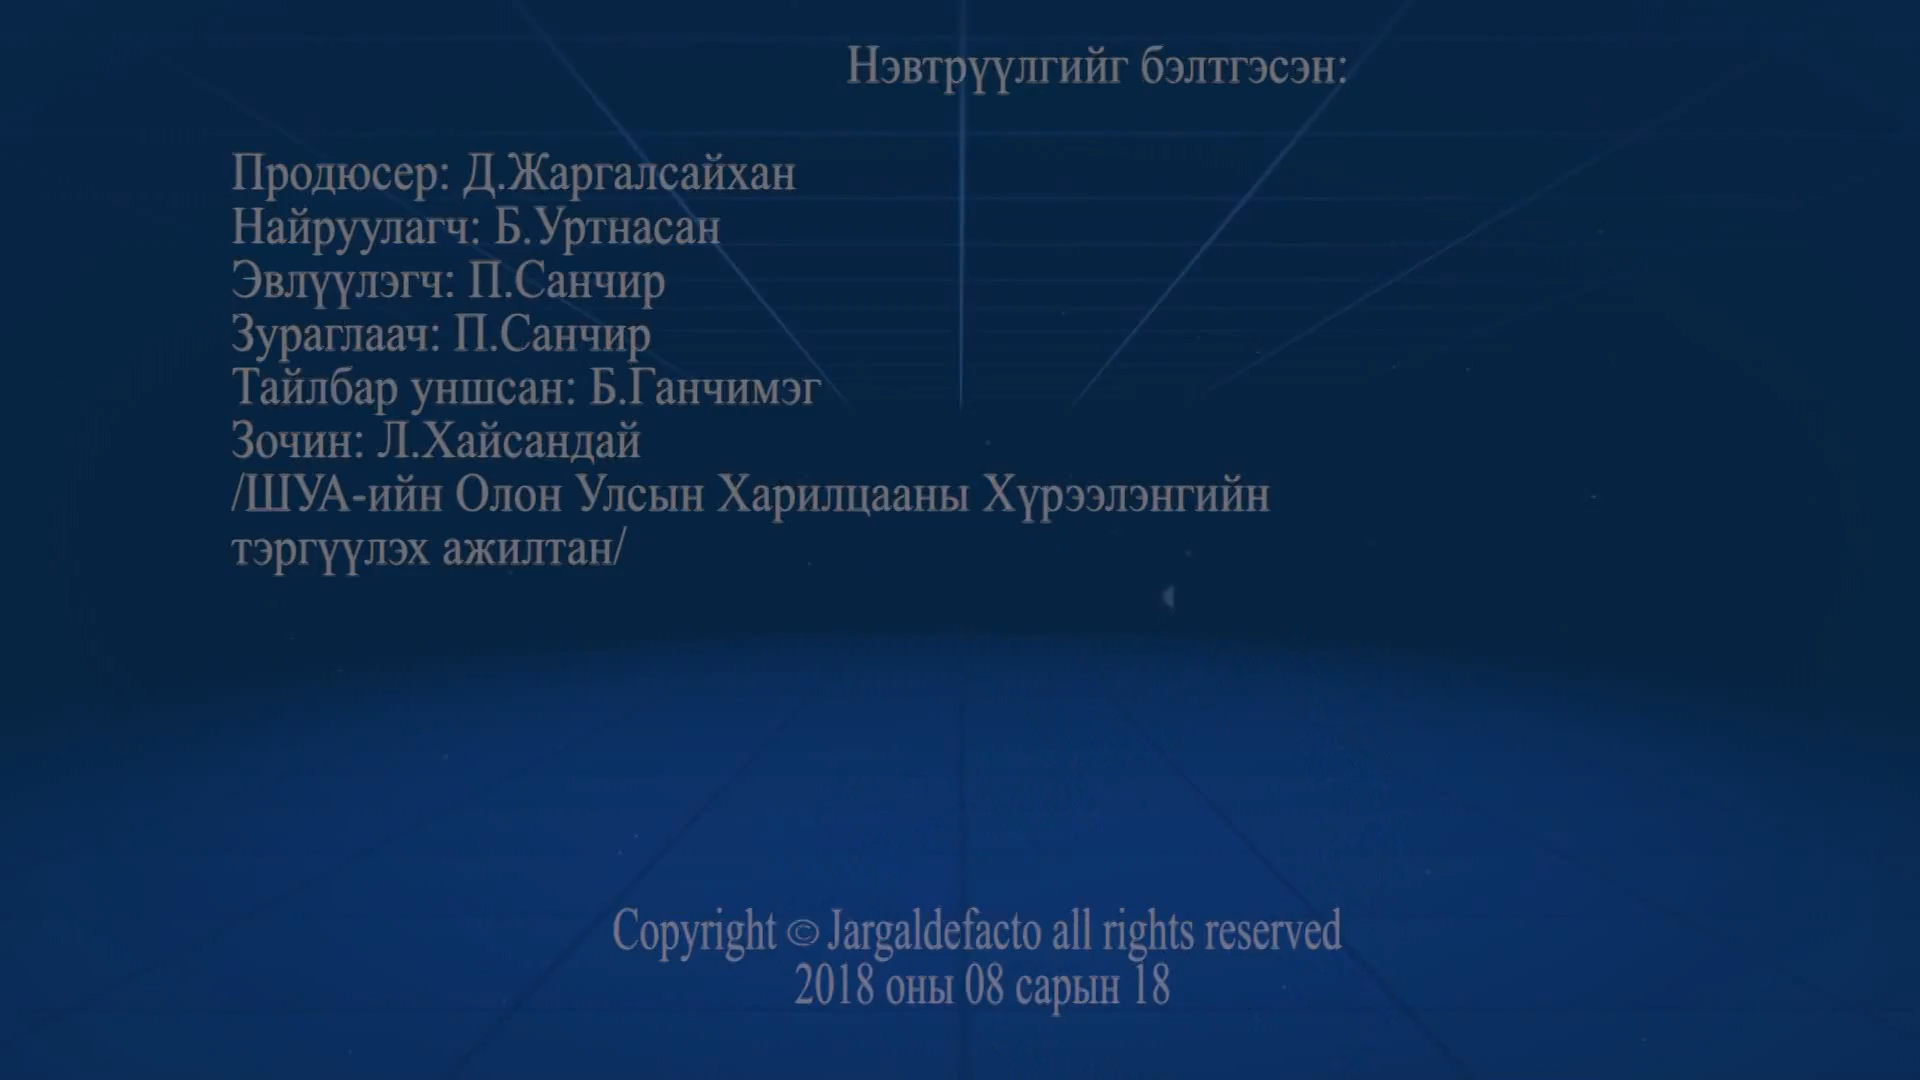 Нэвтрүүлгийг бэлтгэсэн:
Продюсер: Д.Жаргалсайхан
Найруулагч: Б.Уртнасан
Эвлүүлэгч: П.Санчир
Зураглаач: П.Санчир
Тайлбар уншсан: Б.Ганчимэг
Зочин: Л.Хайсандай
/ШУА-ийн Олон Улсын Харилцааны Хүрээлэнгийн
тэргүүлэх ажилтан/
Copyright © Jargaldefacto all rights reserved
2018 оны 08 сарын 18